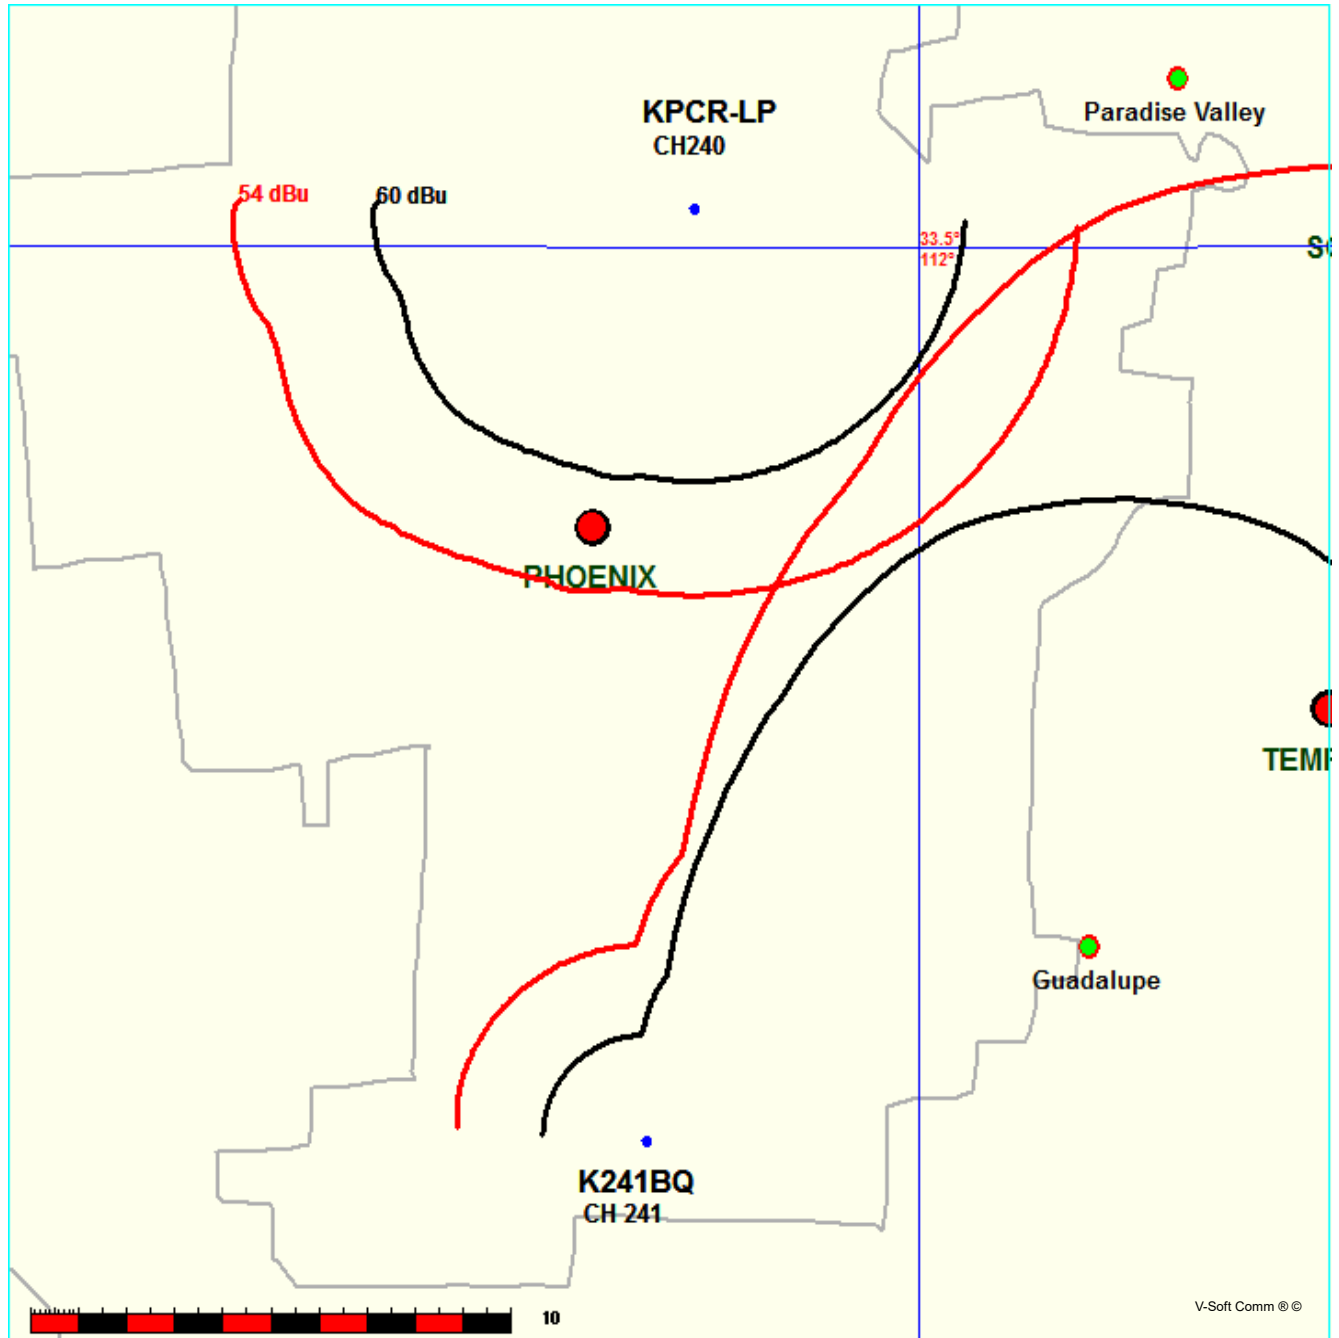 KPCR-LP
CH240
Paradise Valley
54 dBu
60 dBu
33.5°
112°
PHOENIX
Guadalupe
K241BQ
CH 241
10
V-Soft Comm ® ©